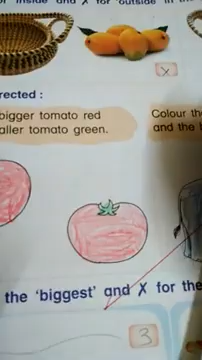 'inside' and ✗ for 'outside' in the
✗
rected :
bigger tomato red
aller tomato green.
Colour th
and the
the 'biggest' and ✗ for the
3